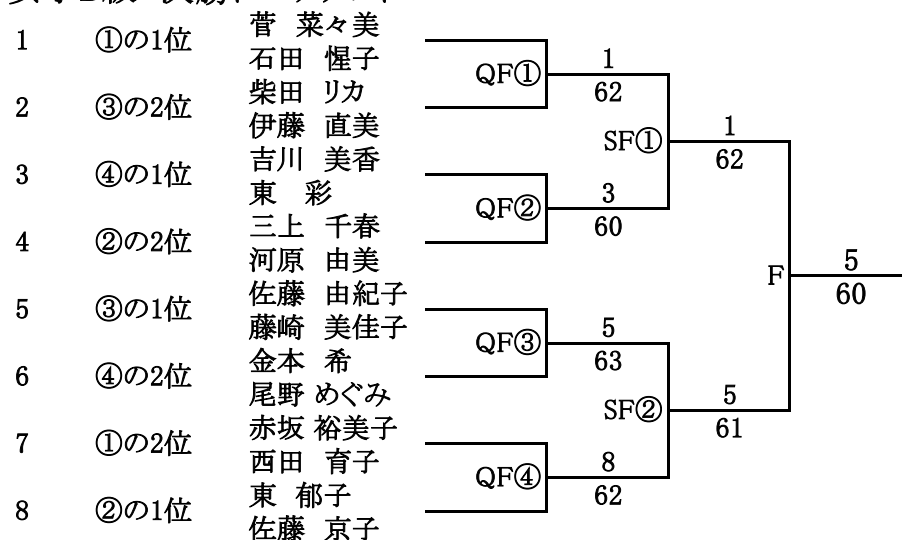 1 ①の1位 菅 菜々美
石田 惺子
QF① 1
62
2 ③の2位 柴田 リカ
伊藤 直美
SF① 1
62
3 ④の1位 吉川 美香
東 彩
QF② 3
60
4 ②の2位 三上 千春
河原 由美
F 5
60
5 ③の1位 佐藤 由紀子
藤崎 美佳子
QF③ 5
63
6 ④の2位 金本 希
尾野 めぐみ
SF② 5
61
7 ①の2位 赤坂 裕美子
西田 育子
QF④ 8
62
8 ②の1位 東 郁子
佐藤 京子